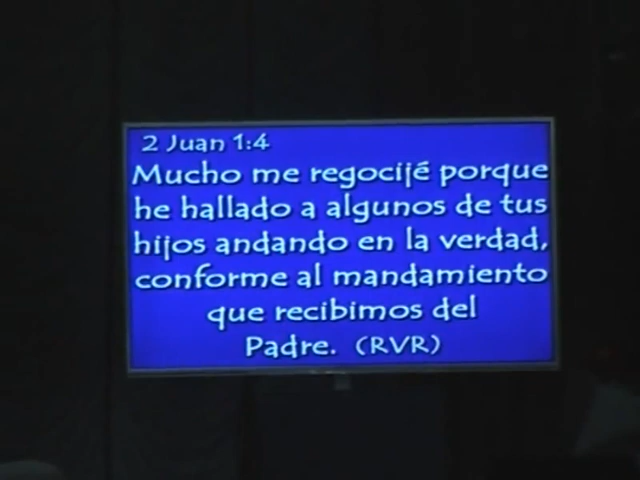 2 Juan 1:4
Mucho me regocijé porque
he hallado a algunos de tus
hijos andando en la verdad,
conforme al mandamiento
que recibimos del
Padre. (RVR)